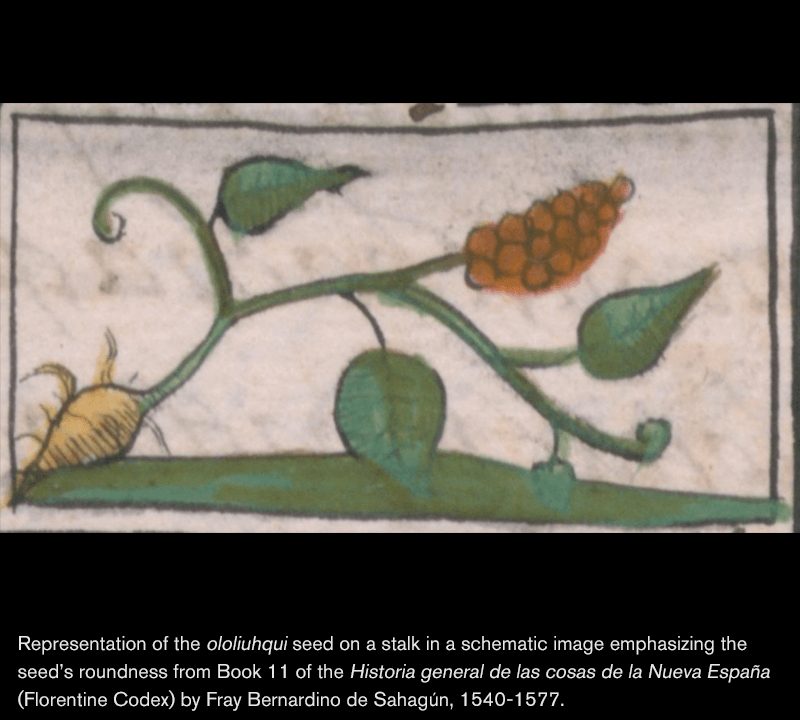 Representation of the ololiuhqui seed on a stalk in a schematic image emphasizing the
seed’s roundness from Book 11 of the Historia general de las cosas de la Nueva España
(Florentine Codex) by Fray Bernardino de Sahagún, 1540-1577.